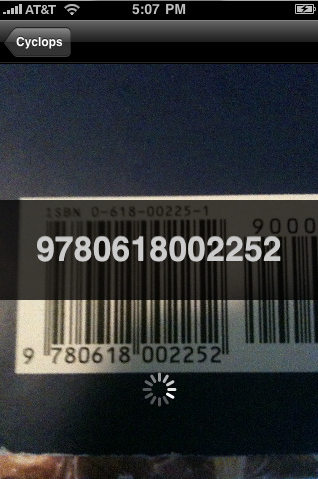 AT&T 5:07 PM
Cyclops
ISBN 0-618-00225-1
9000
9780618002252
9 780618 002252